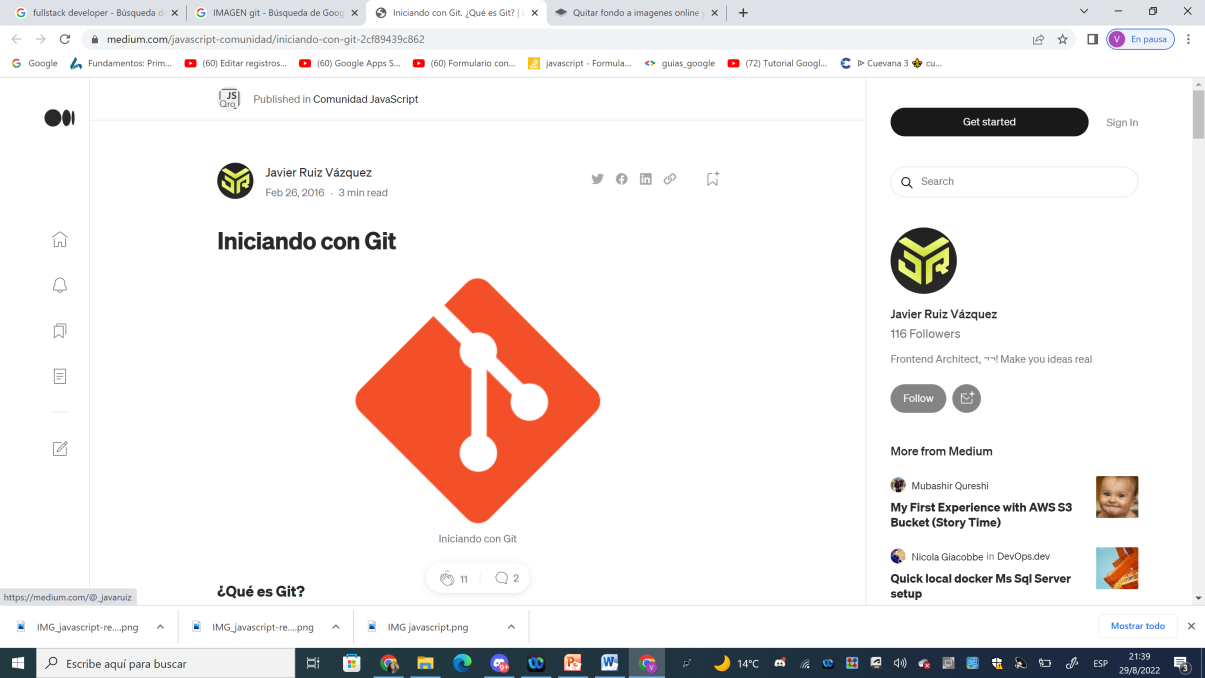 fullstack developer - Búsqueda d
IMAGEN git - Búsqueda de Goog
Iniciando con Git. ¿Qué es Git? |
Quitar fondo a imagenes online y
medium.com/javascript-comunidad/iniciando-con-git-2cf89439c862
V En pausa
Google
Fundamentos: Prim...
(60) Editar registros...
(60) Google Apps S...
(60) Formulario con...
javascript - Formula...
guias_google
(72) Tutorial Googl...
Cuevana 3
cu...
JS
Qro
Published in Comunidad JavaScript
Get started
Sign In
Javier Ruiz Vázquez
Feb 26, 2016 · 3 min read
Search
Iniciando con Git
Javier Ruiz Vázquez
116 Followers
Frontend Architect, ¬¬! Make you ideas real
Follow
More from Medium
Mubashir Qureshi
My First Experience with AWS S3
Bucket (Story Time)
Iniciando con Git
Nicola Giacobbe in DevOps.dev
Quick local docker Ms Sql Server
setup
11
2
¿Qué es Git?
https://medium.com/@_javaruiz
IMG_javascript-re....png
IMG_javascript-re....png
IMG javascript.png
Mostrar todo
Escribe aquí para buscar
14°C
ESP
21:39
29/8/2022
3